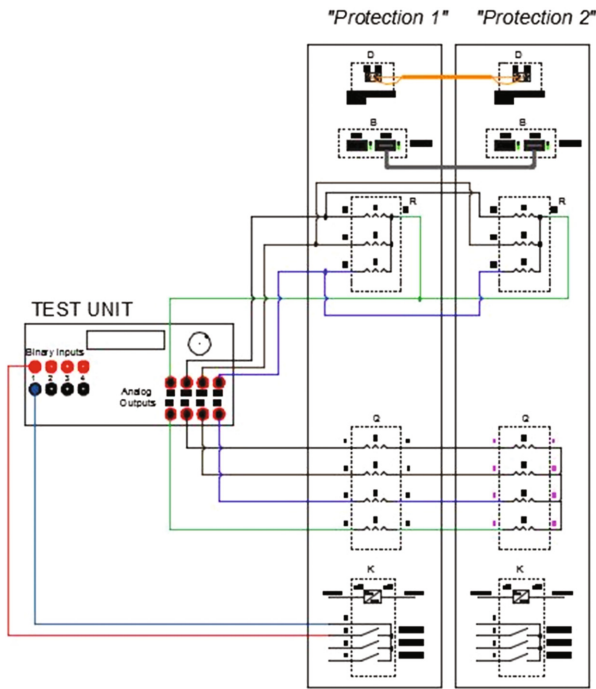 "Protection 1" "Protection 2"
D D
B B
R R
TEST UNIT
Binary Inputs
1 2 3 4
Analog
Outputs
Q Q
K K